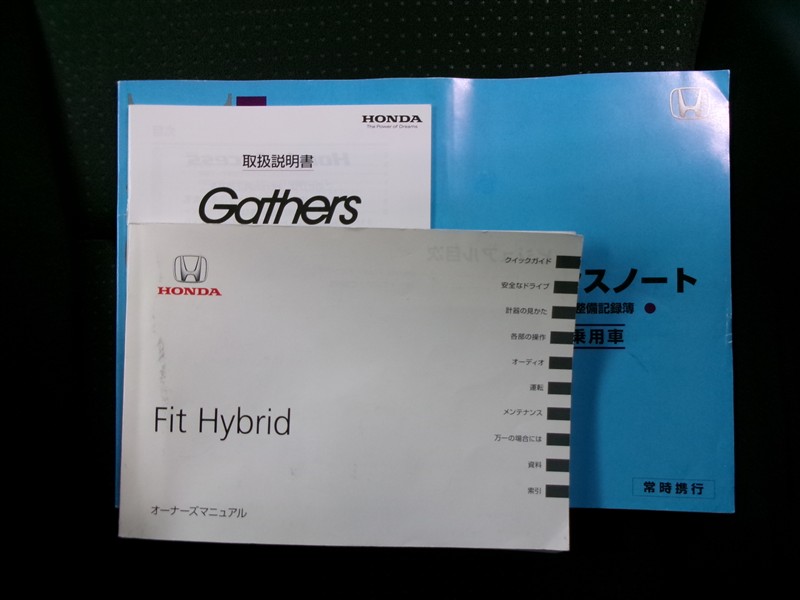 HONDA
The Power of Dreams
取扱説明書
Gathers
スノート
整備記録簿
乗用車
常時携行
HONDA
Fit Hybrid
オーナーズマニュアル
クイックガイド
安全なドライブ
計器の見かた
各部の操作
オーディオ
運転
メンテナンス
万一の場合には
資料
索引